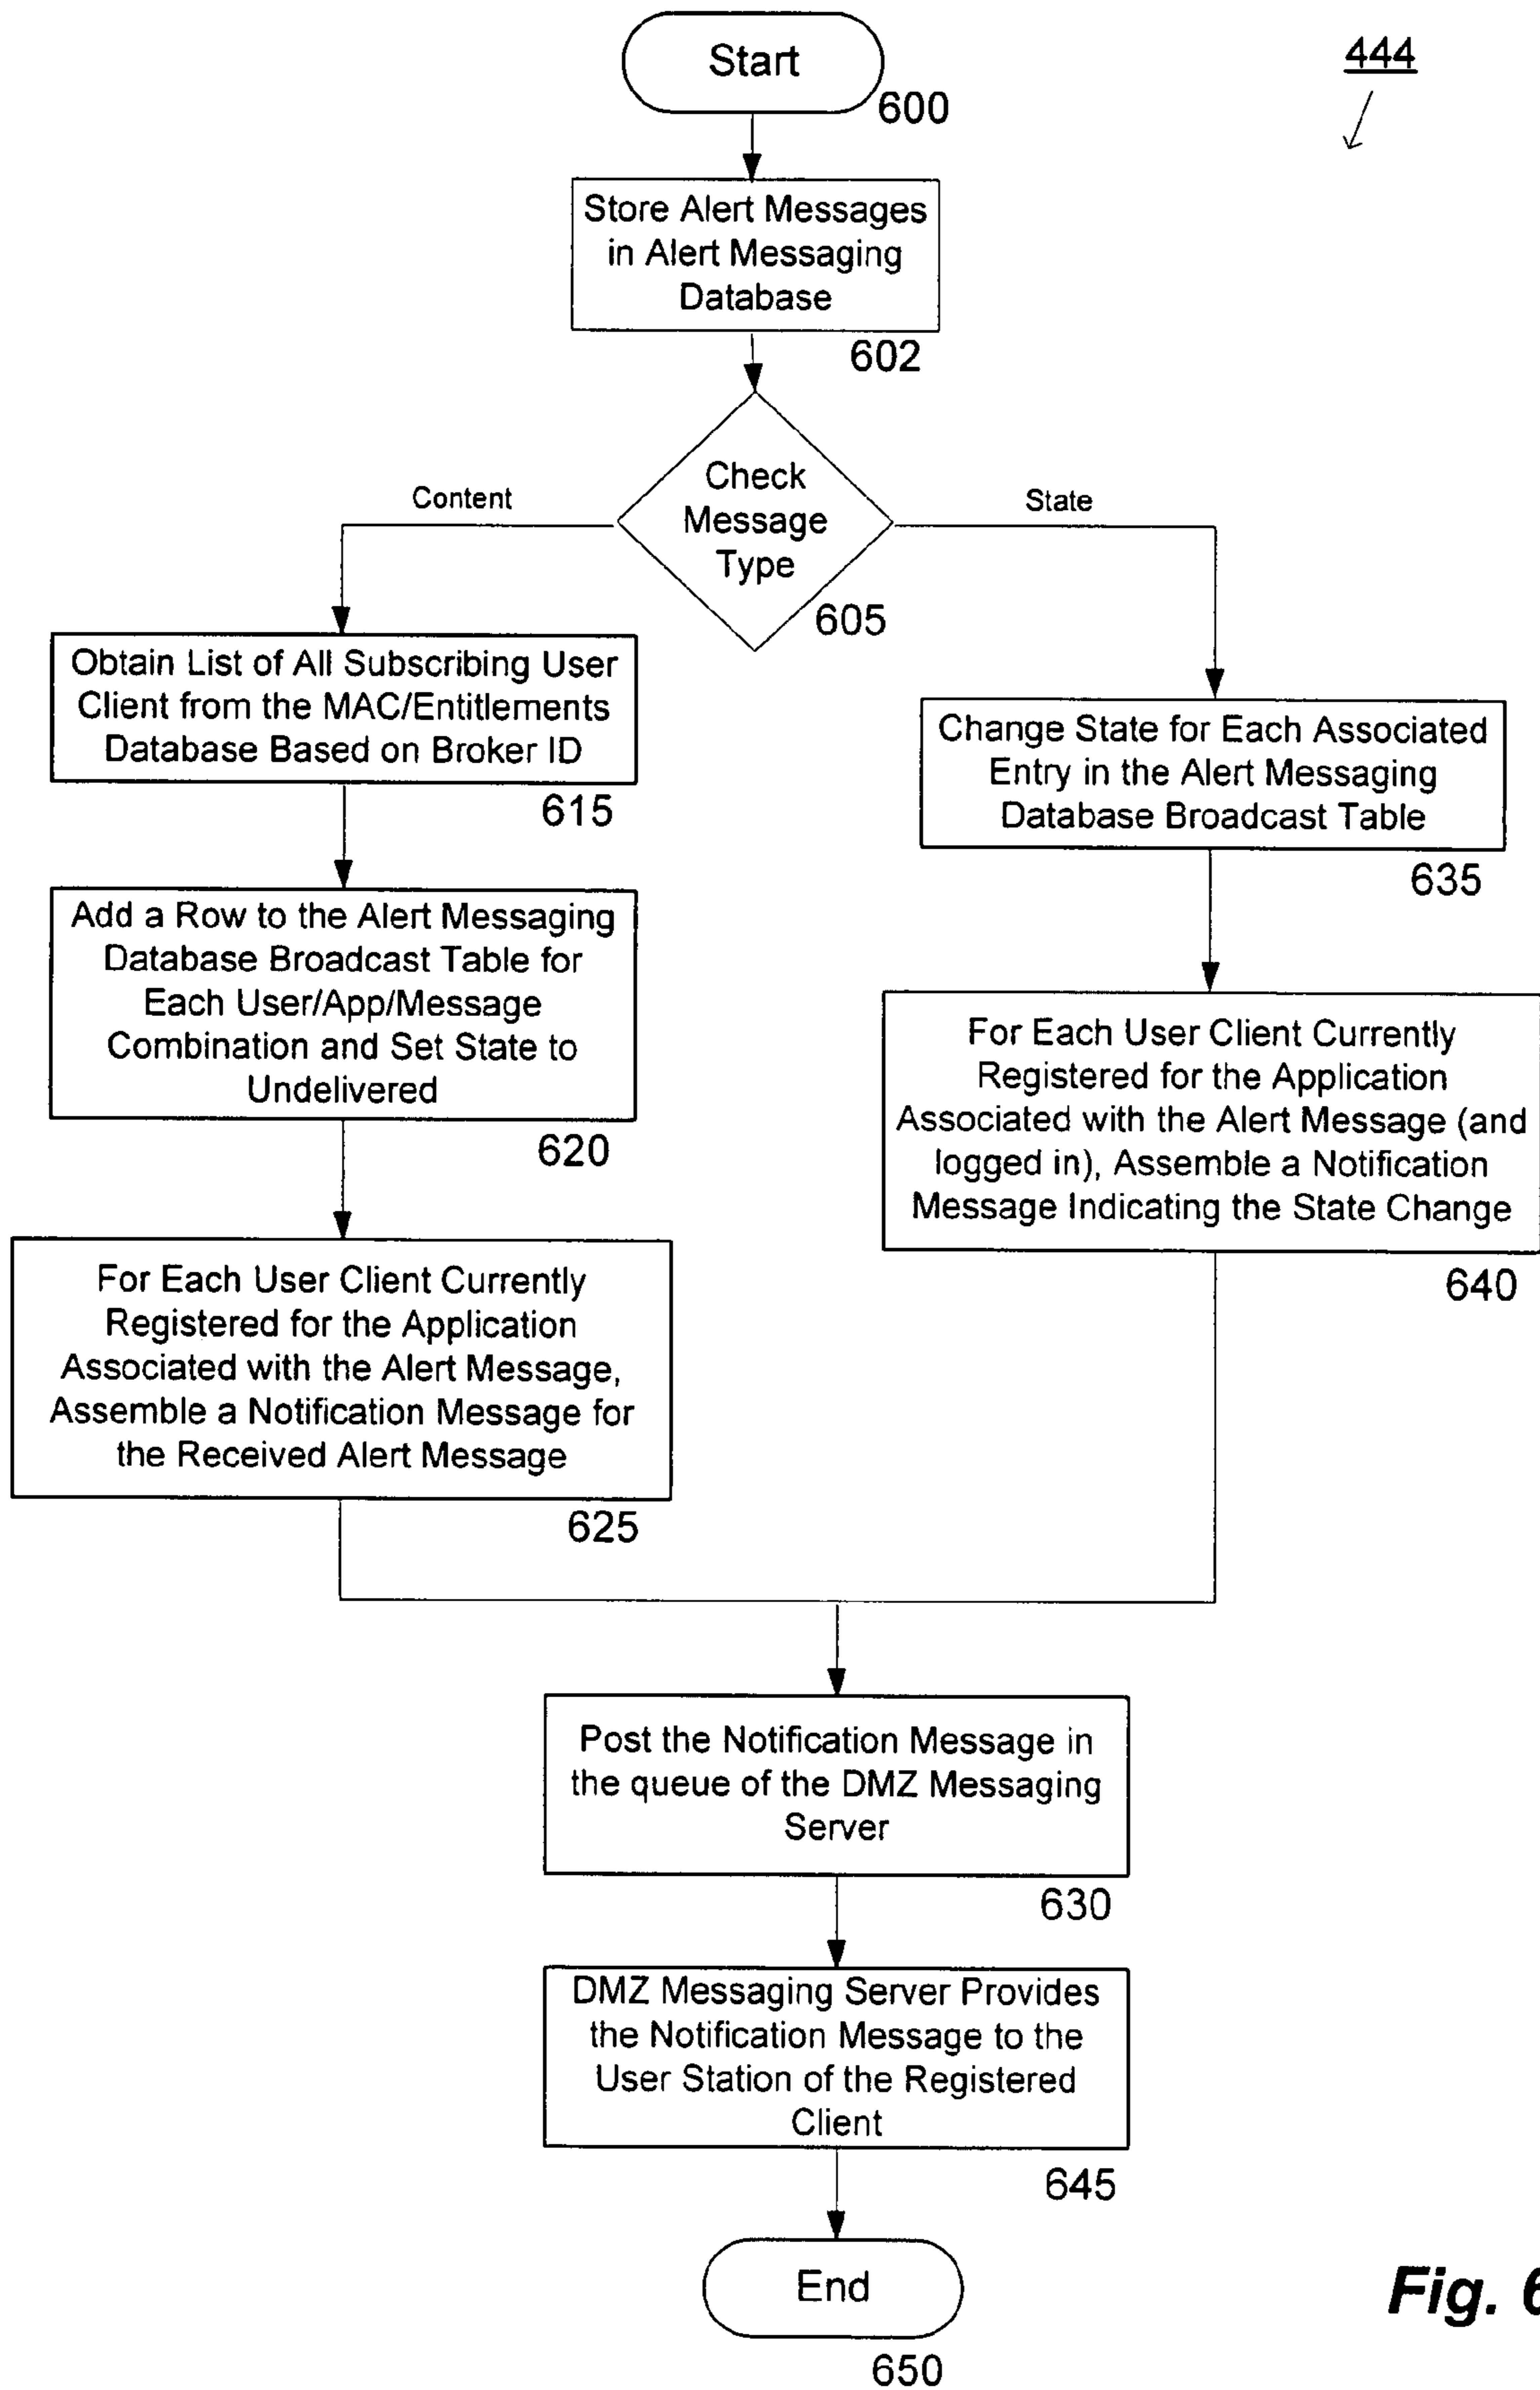 Start
600
444
Store Alert Messages
in Alert Messaging
Database
602
Check
Message
Type
605
Content
State
Obtain List of All Subscribing User
Client from the MAC/Entitlements
Database Based on Broker ID
615
Add a Row to the Alert Messaging
Database Broadcast Table for
Each User/App/Message
Combination and Set State to
Undelivered
620
For Each User Client Currently
Registered for the Application
Associated with the Alert Message,
Assemble a Notification Message for
the Received Alert Message
625
Change State for Each Associated
Entry in the Alert Messaging
Database Broadcast Table
635
For Each User Client Currently
Registered for the Application
Associated with the Alert Message (and
logged in), Assemble a Notification
Message Indicating the State Change
640
Post the Notification Message in
the queue of the DMZ Messaging
Server
630
DMZ Messaging Server Provides
the Notification Message to the
User Station of the Registered
Client
645
End
650
Fig. 6